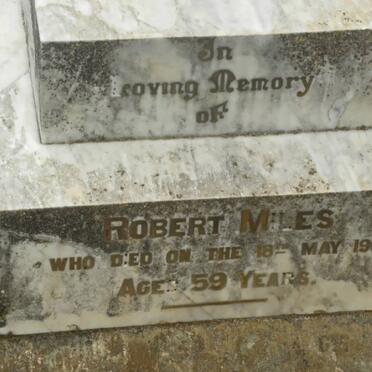 In
Loving Memory
of
ROBERT MILES
WHO DIED ON THE 18TH MAY 19
AGED 59 YEARS.